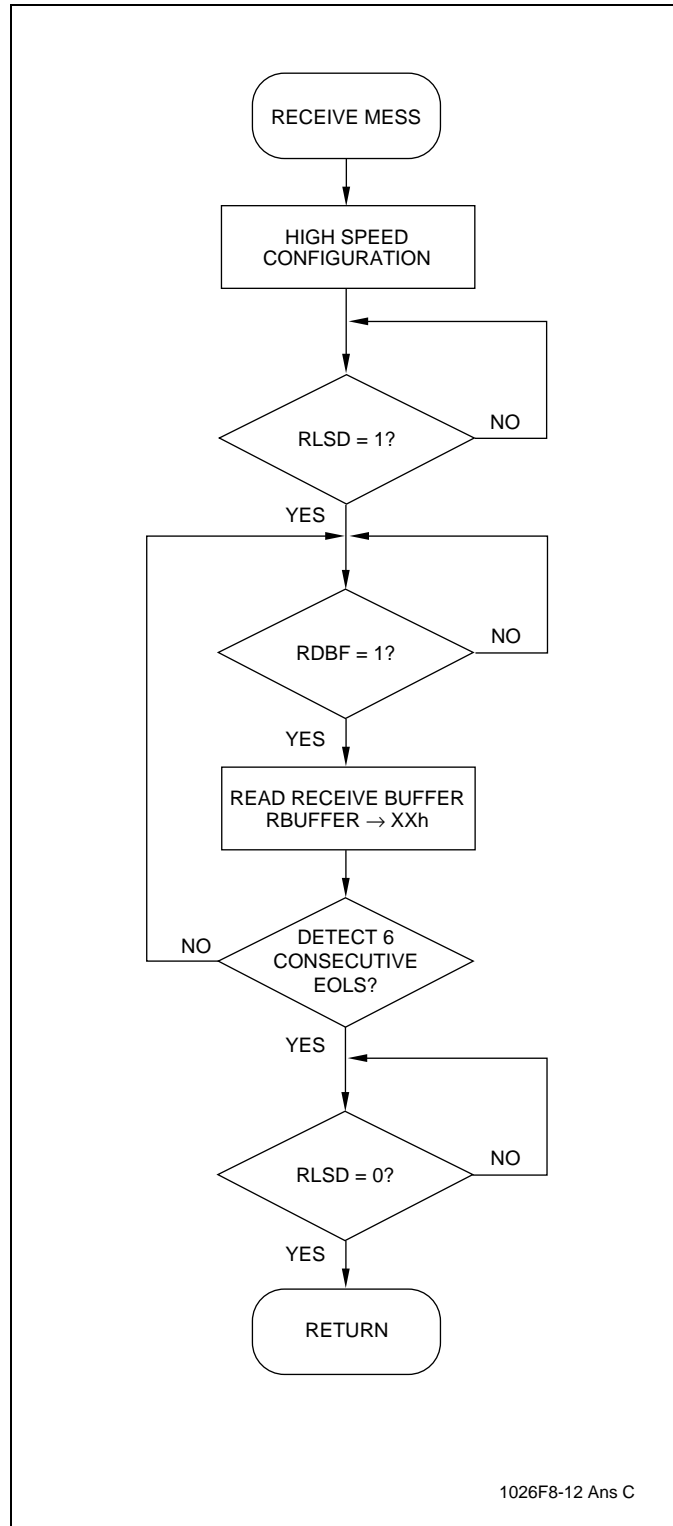 RECEIVE MESS
HIGH SPEED
CONFIGURATION
RLSD = 1?
NO
YES
RDBF = 1?
NO
YES
READ RECEIVE BUFFER
RBUFFER → XXh
DETECT 6
CONSECUTIVE
EOLS?
NO
YES
RLSD = 0?
NO
YES
RETURN
1026F8-12 Ans C